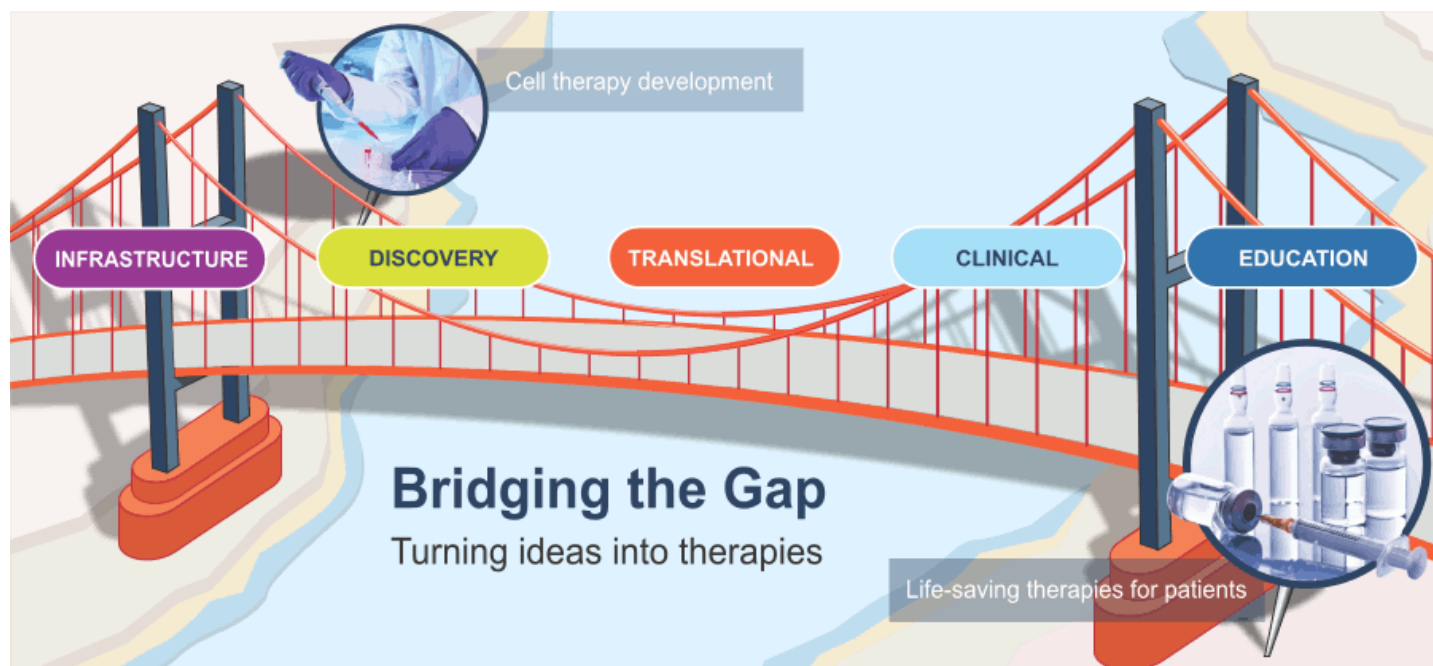 Cell therapy development
INFRASTRUCTURE
DISCOVERY
TRANSLATIONAL
CLINICAL
EDUCATION
Bridging the Gap
Turning ideas into therapies
Life-saving therapies for patients